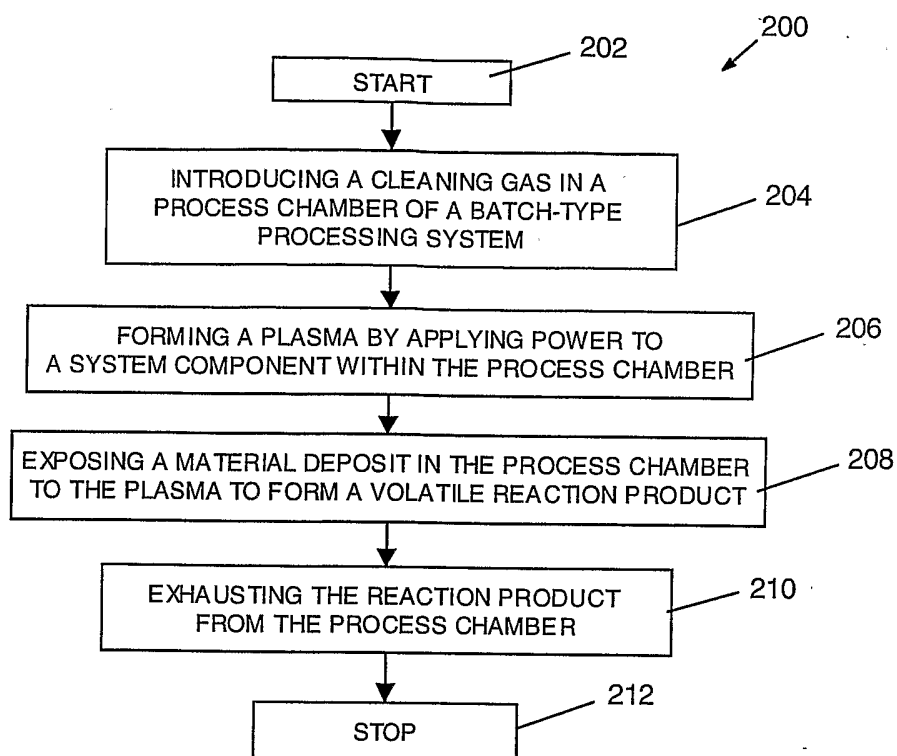 200
202
START
INTRODUCING A CLEANING GAS IN A
PROCESS CHAMBER OF A BATCH-TYPE
PROCESSING SYSTEM
204
FORMING A PLASMA BY APPLYING POWER TO
A SYSTEM COMPONENT WITHIN THE PROCESS CHAMBER
206
EXPOSING A MATERIAL DEPOSIT IN THE PROCESS CHAMBER
TO THE PLASMA TO FORM A VOLATILE REACTION PRODUCT
208
EXHAUSTING THE REACTION PRODUCT
FROM THE PROCESS CHAMBER
210
212
STOP